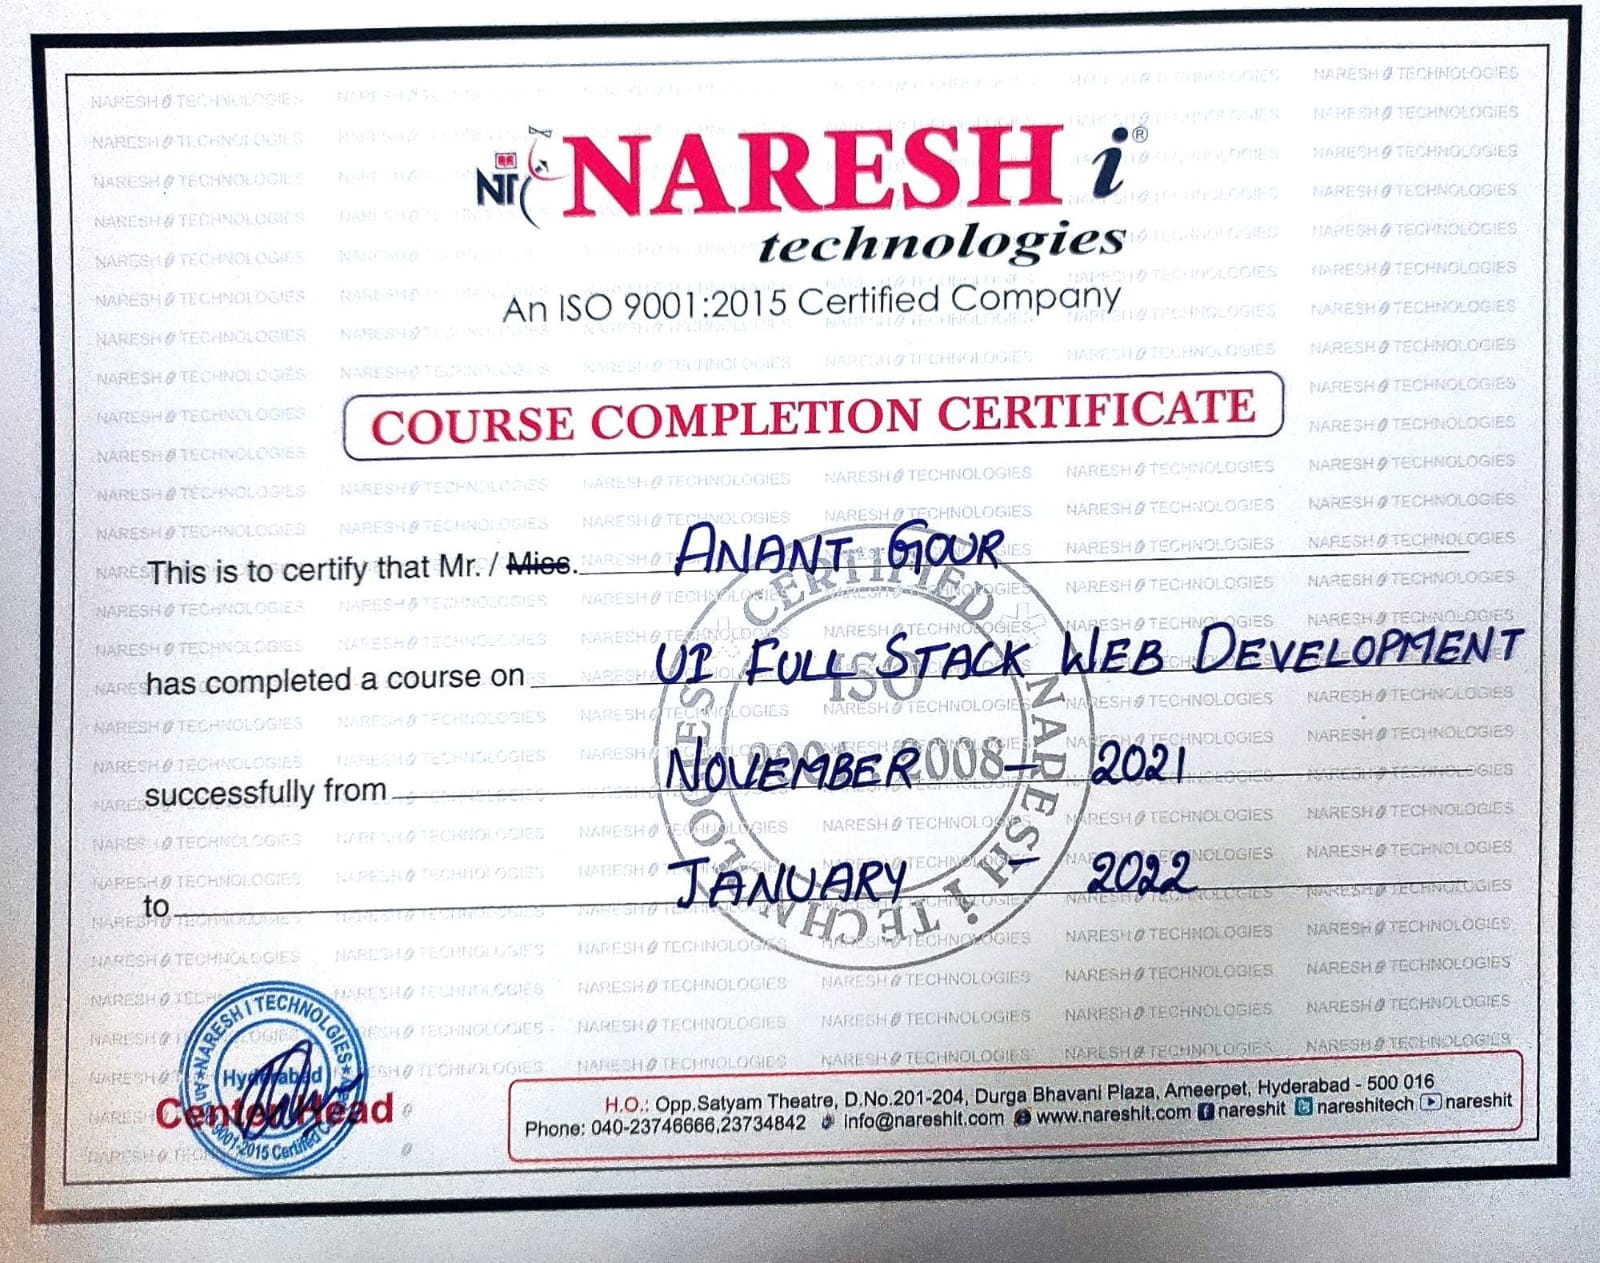 NT NARESH i®
technologies
An ISO 9001:2015 Certified Company
COURSE COMPLETION CERTIFICATE
This is to certify that Mr. / Miss. ANANT GOUR
has completed a course on UI FULL STACK WEB DEVELOPMENT
successfully from NOVEMBER - 2021
to JANUARY - 2022
CERTIFIED NARESH i TECHNOLOGIES
ISO
2008
NARESH i TECHNOLOGIES
NARESH I TECHNOLGIES
Hyderabad
9001:2015 Certified
Center Head
H.O.: Opp.Satyam Theatre, D.No.201-204, Durga Bhavani Plaza, Ameerpet, Hyderabad - 500 016
Phone: 040-23746666,23734842 info@nareshit.com www.nareshit.com nareshit nareshitech nareshit